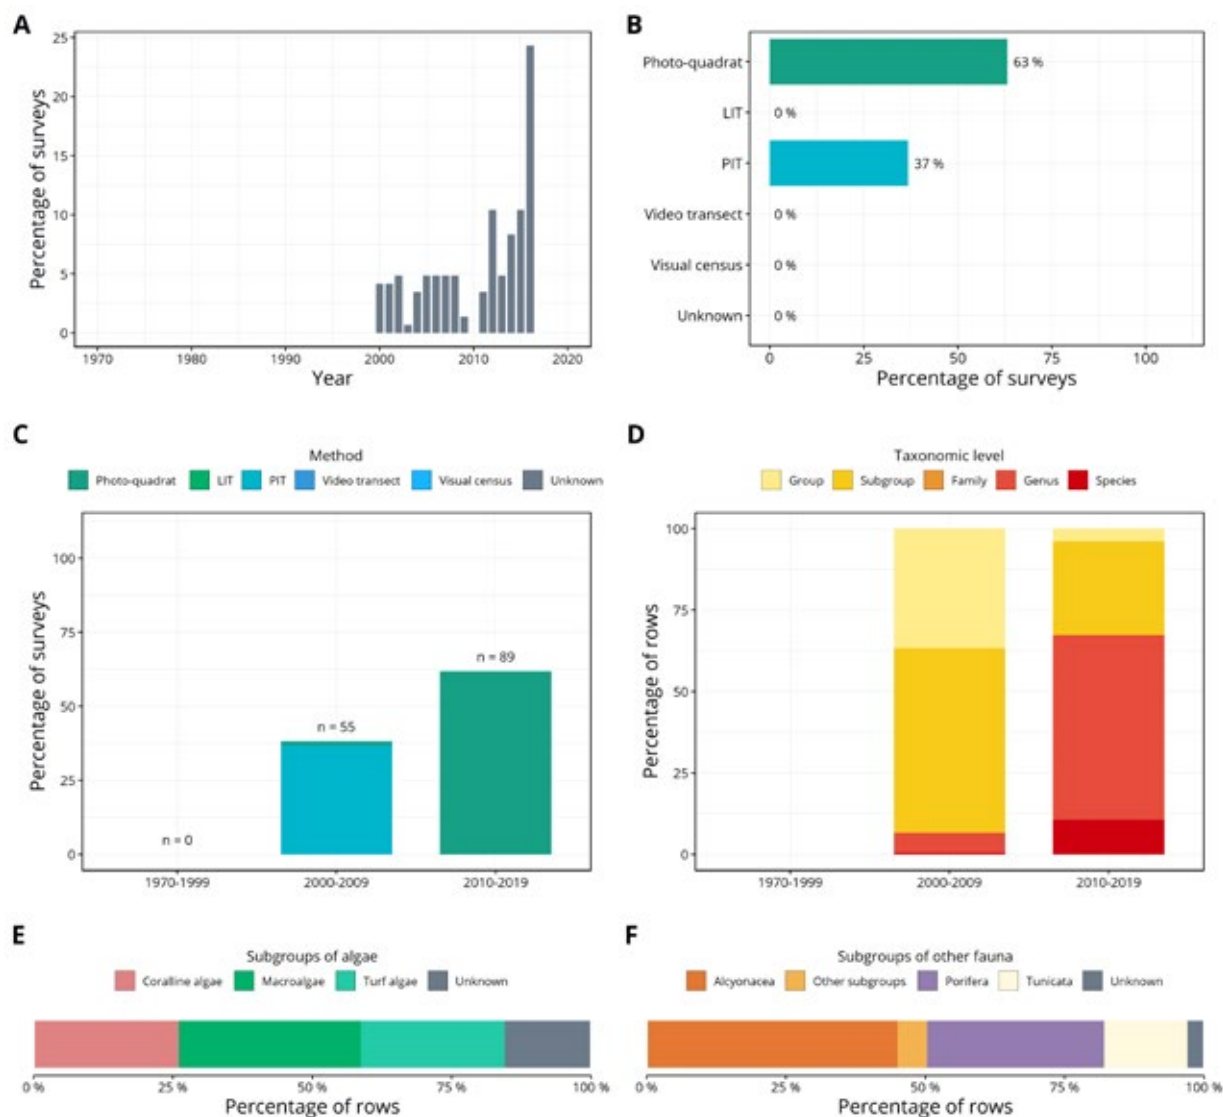 A
25
20
15
10
5
0
Percentage of surveys
1970 1980 1990 2000 2010 2020
Year
B
Photo-quadrat 63 %
LIT 0 %
PIT 37 %
Video transect 0 %
Visual census 0 %
Unknown 0 %
0 25 50 75 100
Percentage of surveys
C
Method
Photo-quadrat LIT PIT Video transect Visual census Unknown
100
75
50
25
0
Percentage of surveys
n = 0
n = 55
n = 89
1970-1999 2000-2009 2010-2019
D
Taxonomic level
Group Subgroup Family Genus Species
100
75
50
25
0
Percentage of rows
1970-1999 2000-2009 2010-2019
E
Subgroups of algae
Coralline algae Macroalgae Turf algae Unknown
0 % 25 % 50 % 75 % 100 %
Percentage of rows
F
Subgroups of other fauna
Alcyonacea Other subgroups Porifera Tunicata Unknown
0 % 25 % 50 % 75 % 100 %
Percentage of rows